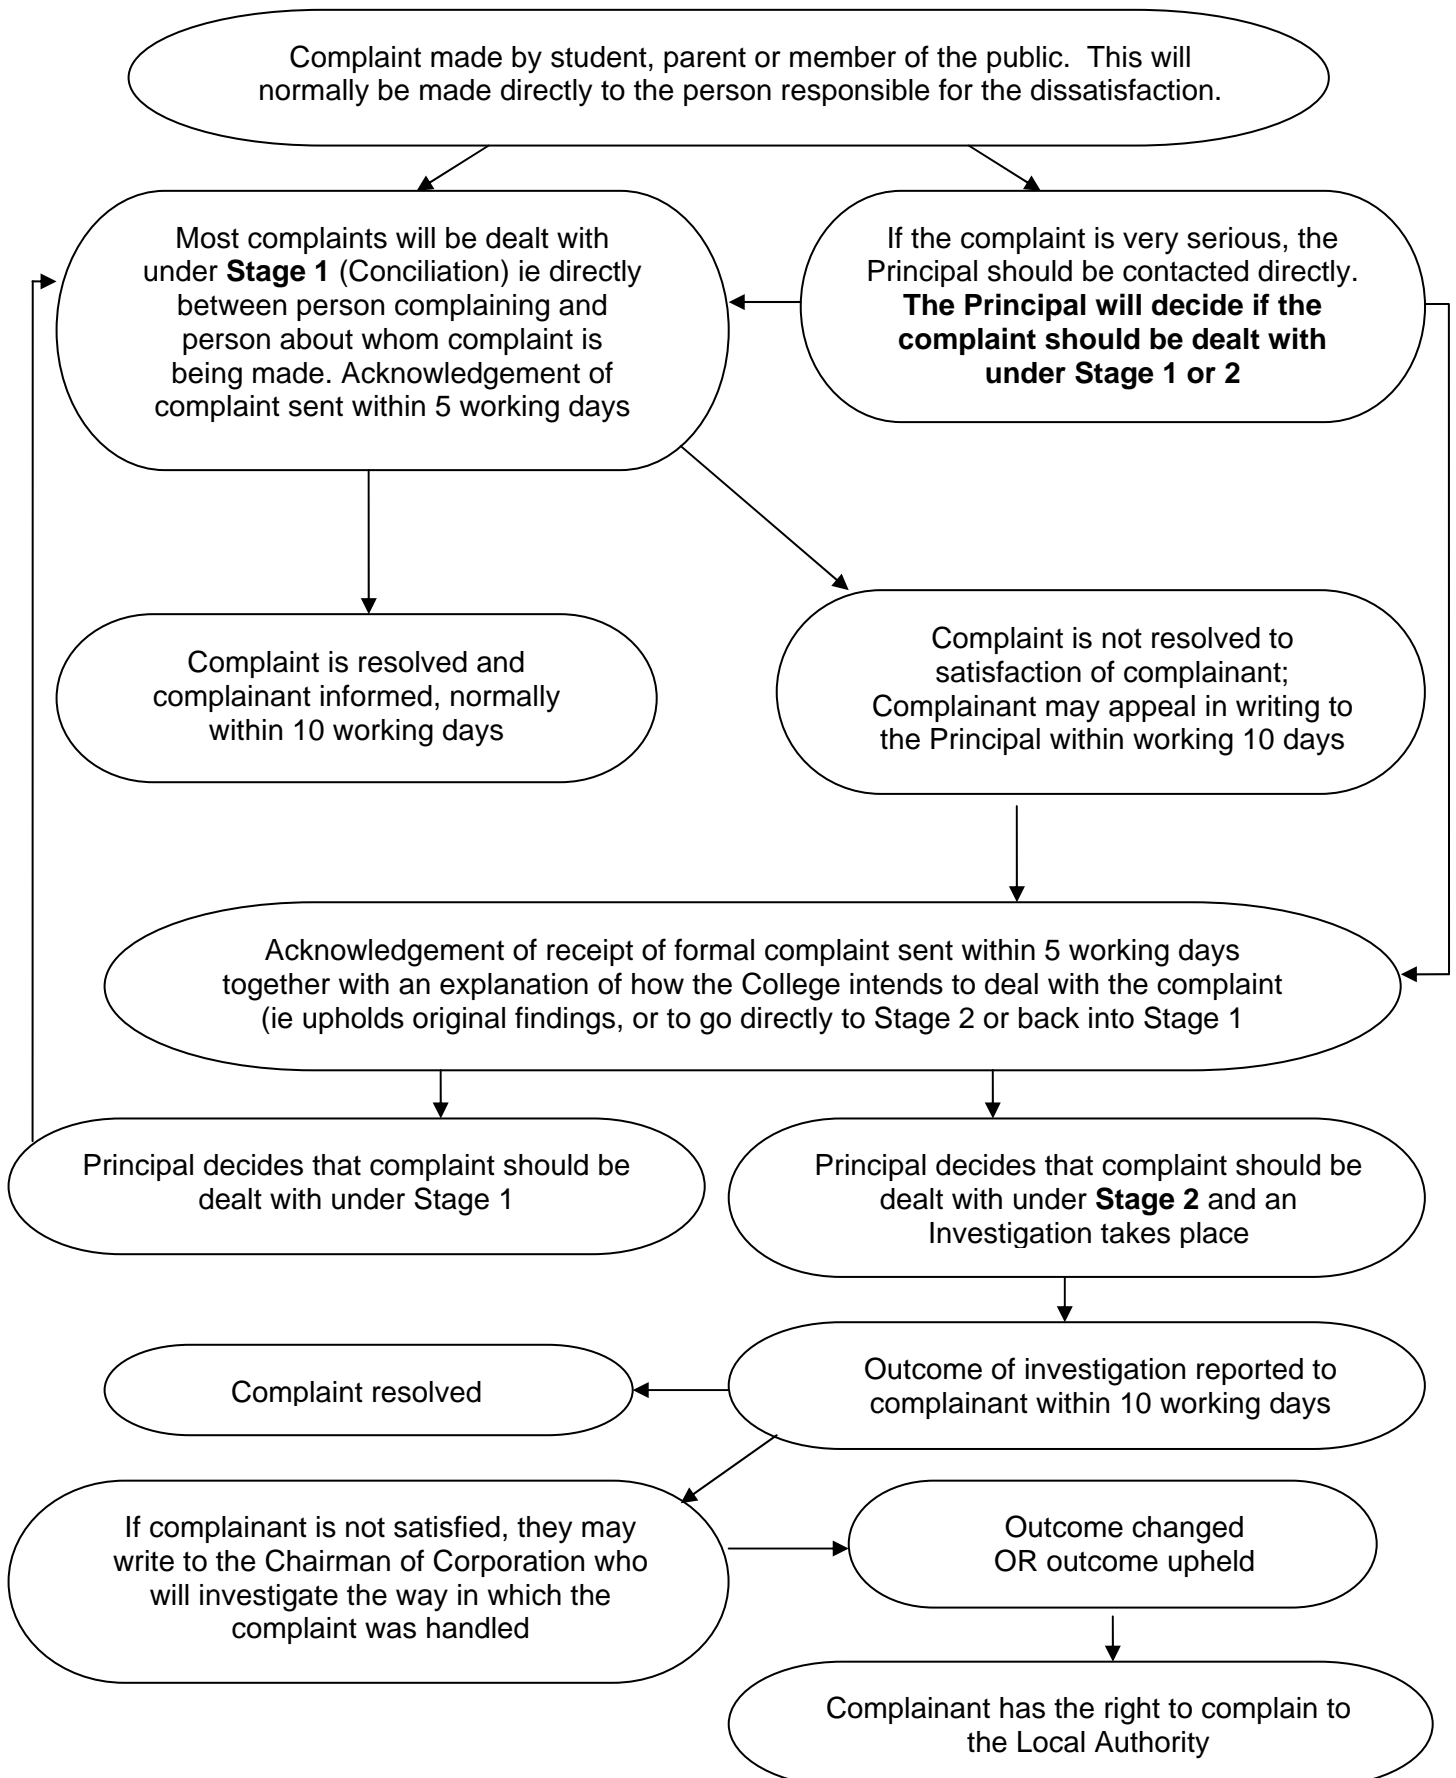 Complaint made by student, parent or member of the public.  This will
normally be made directly to the person responsible for the dissatisfaction.
Most complaints will be dealt with
under Stage 1 (Conciliation) ie directly
between person complaining and
person about whom complaint is
being made. Acknowledgement of
complaint sent within 5 working days
If the complaint is very serious, the
Principal should be contacted directly.
The Principal will decide if the
complaint should be dealt with
under Stage 1 or 2
Complaint is resolved and
complainant informed, normally
within 10 working days
Complaint is not resolved to
satisfaction of complainant;
Complainant may appeal in writing to
the Principal within working 10 days
Acknowledgement of receipt of formal complaint sent within 5 working days
together with an explanation of how the College intends to deal with the complaint
(ie upholds original findings, or to go directly to Stage 2 or back into Stage 1
Principal decides that complaint should be
dealt with under Stage 1
Principal decides that complaint should be
dealt with under Stage 2 and an
Investigation takes place
Complaint resolved
Outcome of investigation reported to
complainant within 10 working days
If complainant is not satisfied, they may
write to the Chairman of Corporation who
will investigate the way in which the
complaint was handled
Outcome changed
OR outcome upheld
Complainant has the right to complain to
the Local Authority